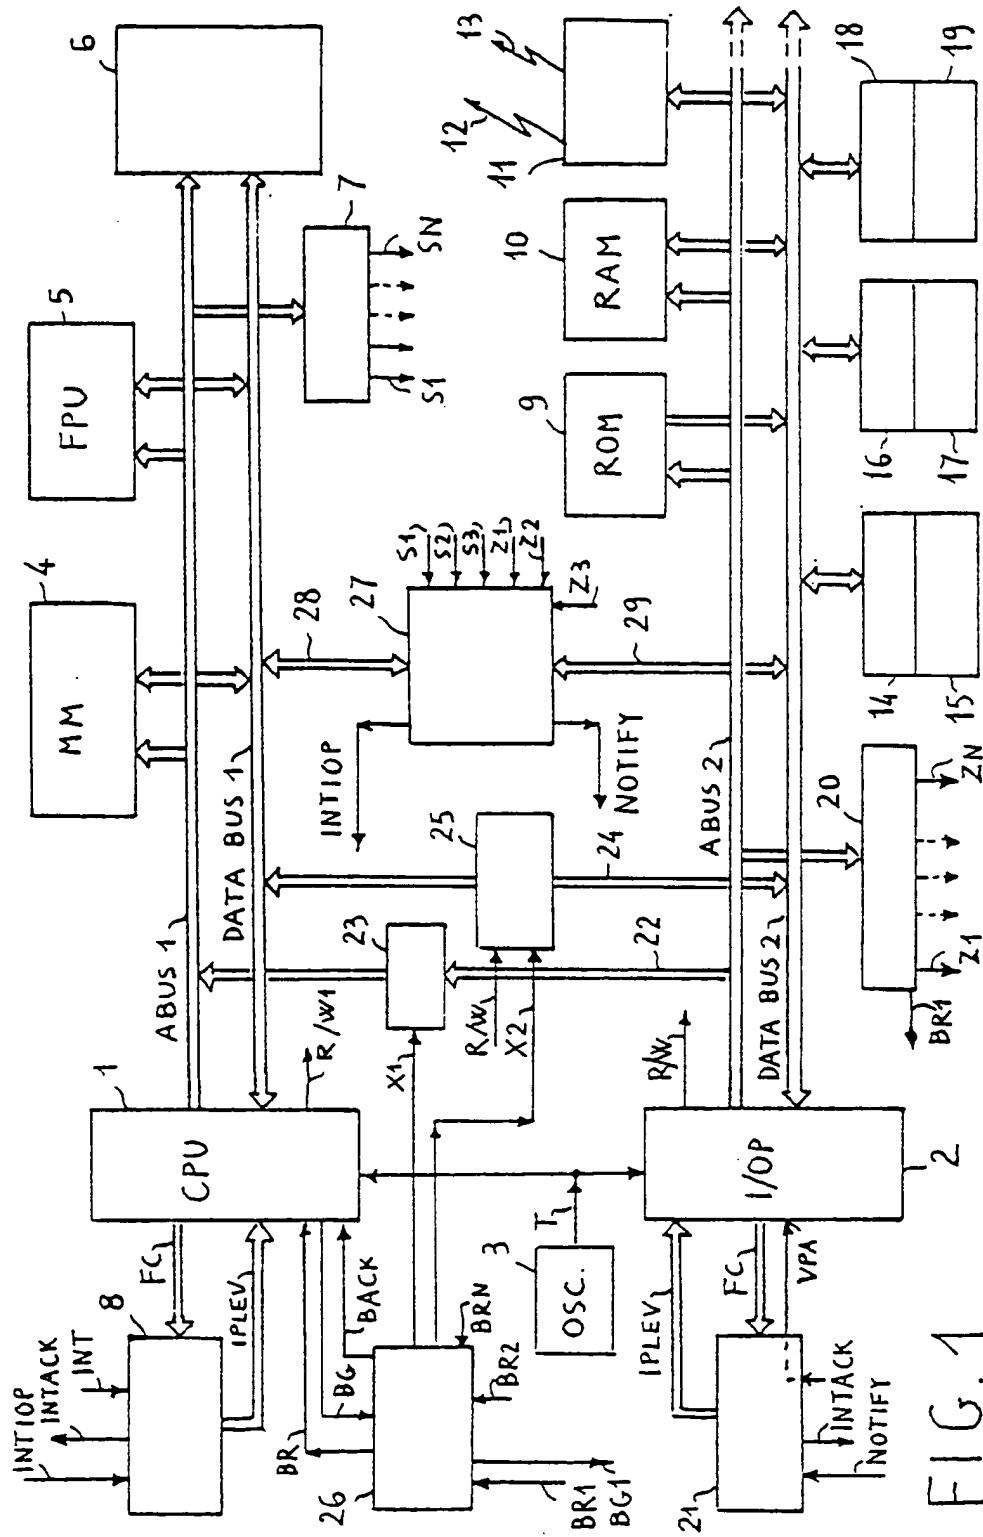 6
5
FPU
4
MM
7
SN
S1
ABUS 1
DATA BUS 1
1
CPU
R/W1
FC
IPLEV
8
INTIOP
INTACK
INT
BR
BG
BACK
26
BR1
BG1
BR2
BRN
X1
X2
R/W
23
22
25
24
INTIOP
NOTIFY
28
27
29
S1
S2
S3
Z1
Z2
Z3
3
OSC.
T
13
12
11
10
RAM
9
ROM
ABUS 2
DATA BUS 2
R/W
I/OP
2
IPLEV
FC
VPA
21
INTACK
NOTIFY
20
BR1
Z1
ZN
14
15
16
17
18
19
FIG. 1